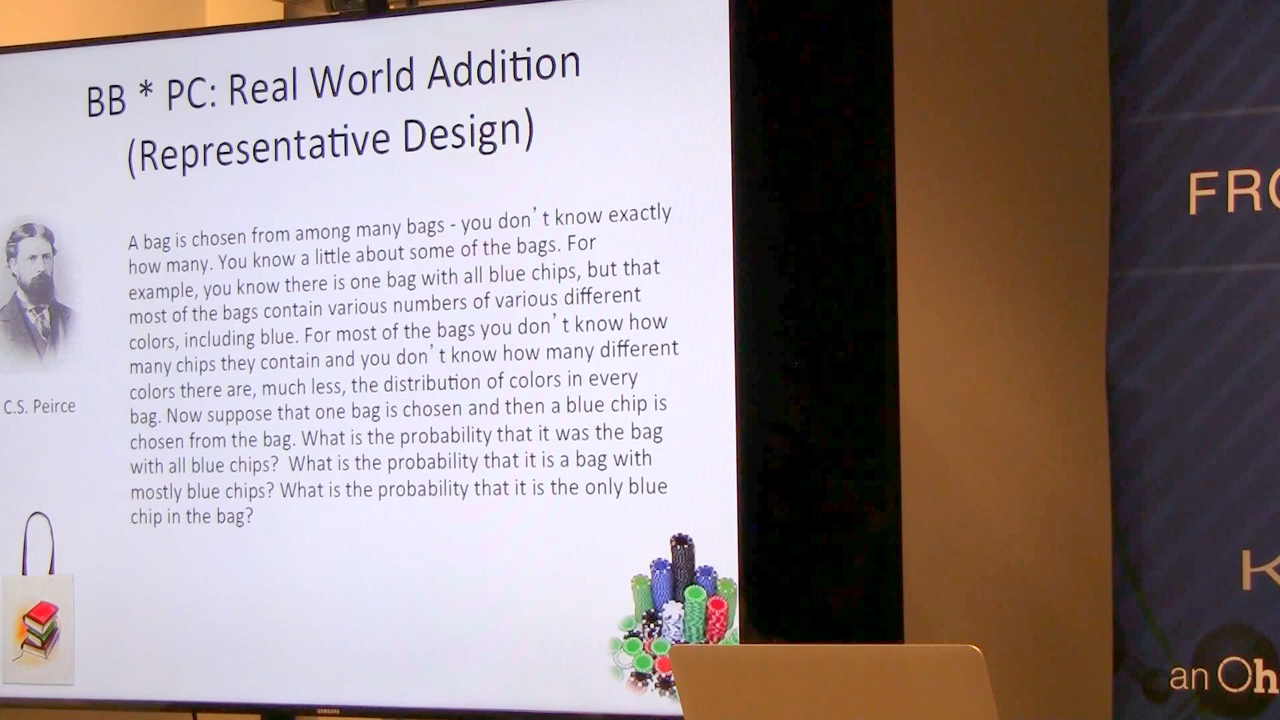 BB * PC: Real World Addition
(Representative Design)
A bag is chosen from among many bags - you don't know exactly
how many. You know a little about some of the bags. For
example, you know there is one bag with all blue chips, but that
most of the bags contain various numbers of various different
colors, including blue. For most of the bags you don't know how
many chips they contain and you don't know how many different
colors there are, much less, the distribution of colors in every
bag. Now suppose that one bag is chosen and then a blue chip is
chosen from the bag. What is the probability that it was the bag
with all blue chips?  What is the probability that it is a bag with
mostly blue chips? What is the probability that it is the only blue
chip in the bag?
C.S. Peirce
SAMSUNG
FRO
K
an Oh